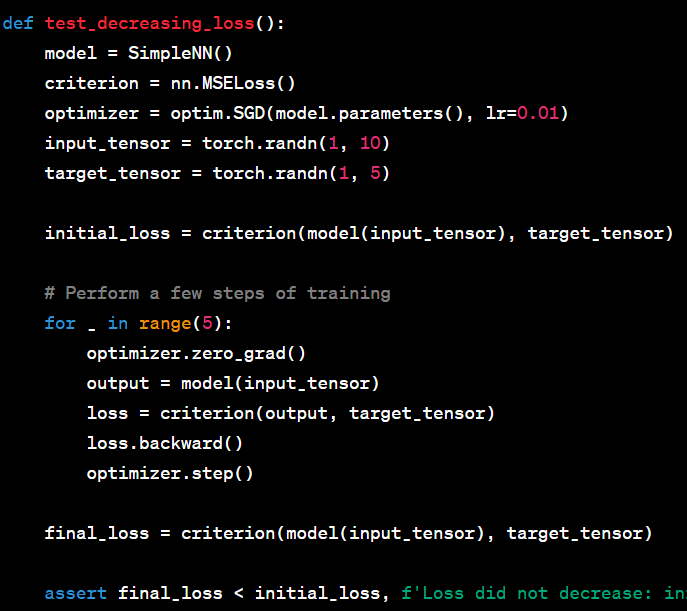 def test_decreasing_loss():
    model = SimpleNN()
    criterion = nn.MSELoss()
    optimizer = optim.SGD(model.parameters(), lr=0.01)
    input_tensor = torch.randn(1, 10)
    target_tensor = torch.randn(1, 5)
    initial_loss = criterion(model(input_tensor), target_tensor)
    # Perform a few steps of training
    for _ in range(5):
        optimizer.zero_grad()
        output = model(input_tensor)
        loss = criterion(output, target_tensor)
        loss.backward()
        optimizer.step()
    final_loss = criterion(model(input_tensor), target_tensor)
    assert final_loss < initial_loss, f'Loss did not decrease: